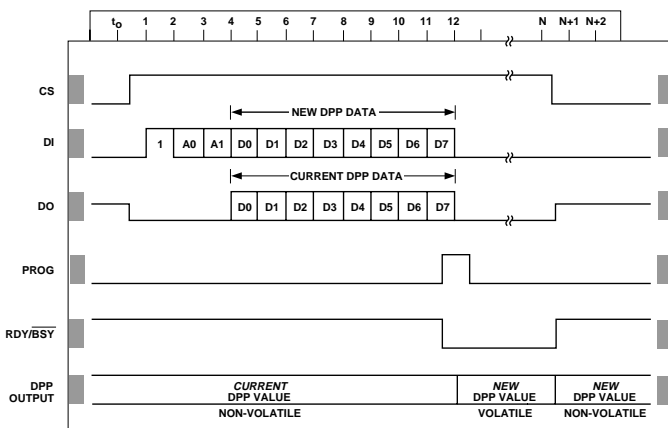 to 1 2 3 4 5 6 7 8 9 10 11 12 N N+1 N+2
CS
NEW DPP DATA
DI 1 A0 A1 D0 D1 D2 D3 D4 D5 D6 D7
CURRENT DPP DATA
DO D0 D1 D2 D3 D4 D5 D6 D7
PROG
RDY/BSY
DPP OUTPUT
CURRENT DPP VALUE
NON-VOLATILE
NEW DPP VALUE
VOLATILE
NEW DPP VALUE
NON-VOLATILE